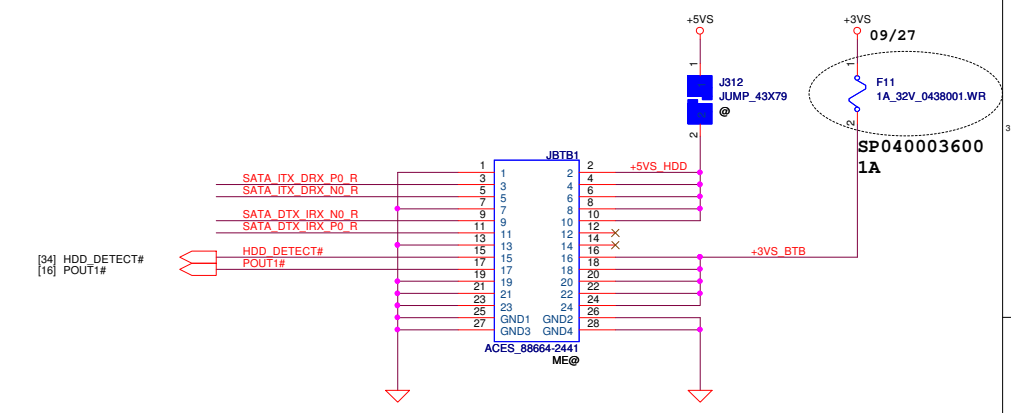 +5VS
+3VS
09/27
1
J312
JUMP_43X79
@
2
1
F11
1A_32V_0438001.WR
2
SP040003600
1A
3
JBTB1
1 1 2 2 +5VS_HDD
SATA_ITX_DRX_P0_R 3 3 4 4
SATA_ITX_DRX_N0_R 5 5 6 6
7 7 8 8
SATA_DTX_IRX_N0_R 9 9 10 10
SATA_DTX_IRX_P0_R 11 11 12 12
13 13 14 14
[34] HDD_DETECT# HDD_DETECT# 15 15 16 16 +3VS_BTB
[16] POUT1# POUT1# 17 17 18 18
19 19 20 20
21 21 22 22
23 23 24 24
25 GND1 GND2 26
27 GND3 GND4 28
ACES_88664-2441
ME@